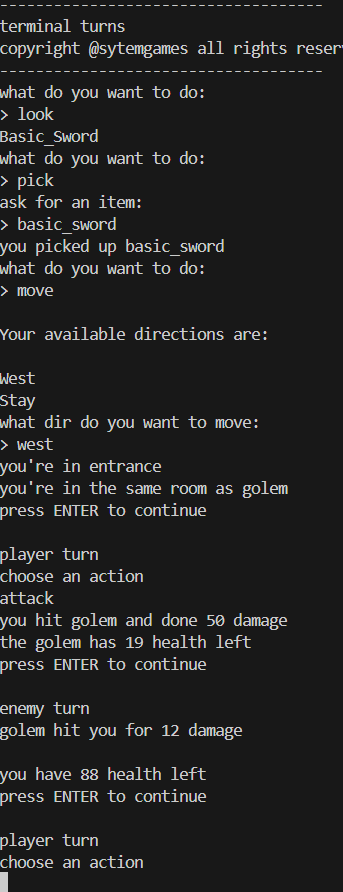 -----------------------------------
terminal turns
copyright @sytemgames all rights reser
-----------------------------------
what do you want to do:
> look
Basic_Sword
what do you want to do:
> pick
ask for an item:
> basic_sword
you picked up basic_sword
what do you want to do:
> move
Your available directions are:
West
Stay
what dir do you want to move:
> west
you're in entrance
you're in the same room as golem
press ENTER to continue
player turn
choose an action
attack
you hit golem and done 50 damage
the golem has 19 health left
press ENTER to continue
enemy turn
golem hit you for 12 damage
you have 88 health left
press ENTER to continue
player turn
choose an action